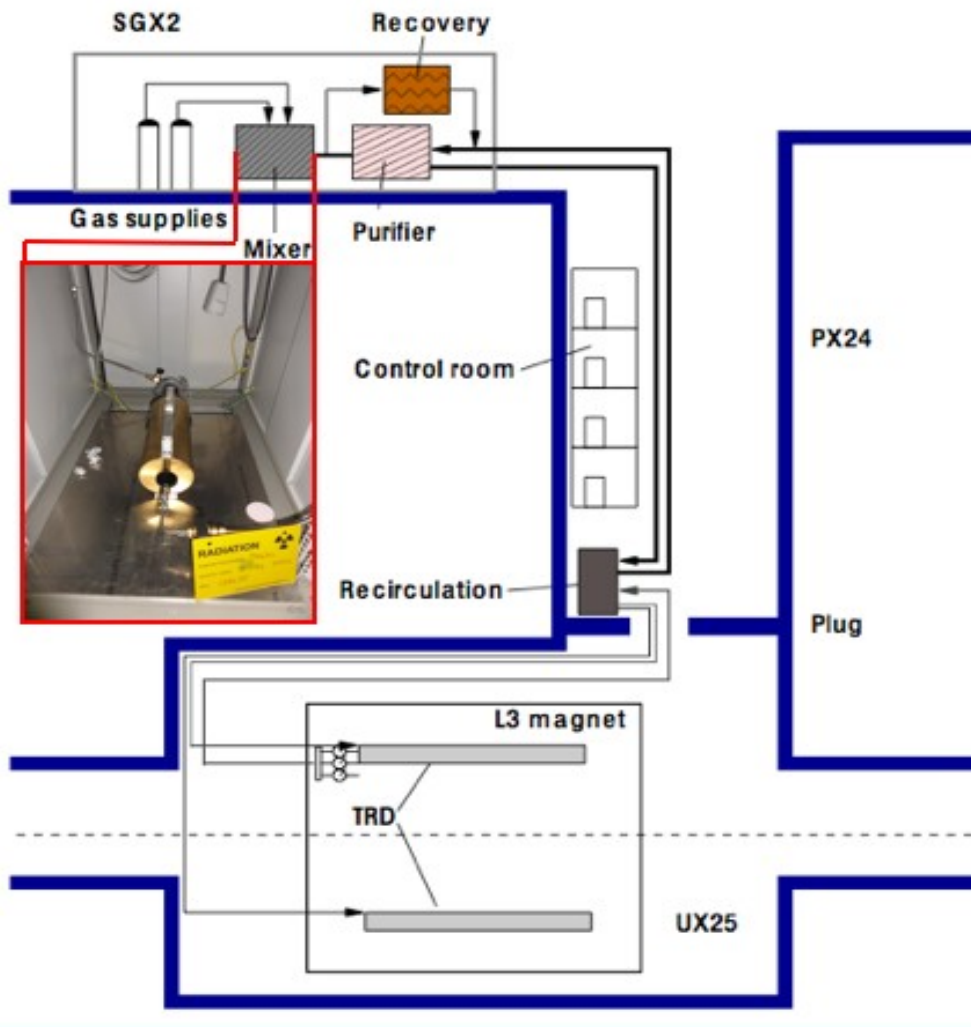 SGX2
Recovery
Gas supplies
Mixer
Purifier
Control room
PX24
RADIATION
Recirculation
Plug
L3 magnet
TRD
UX25